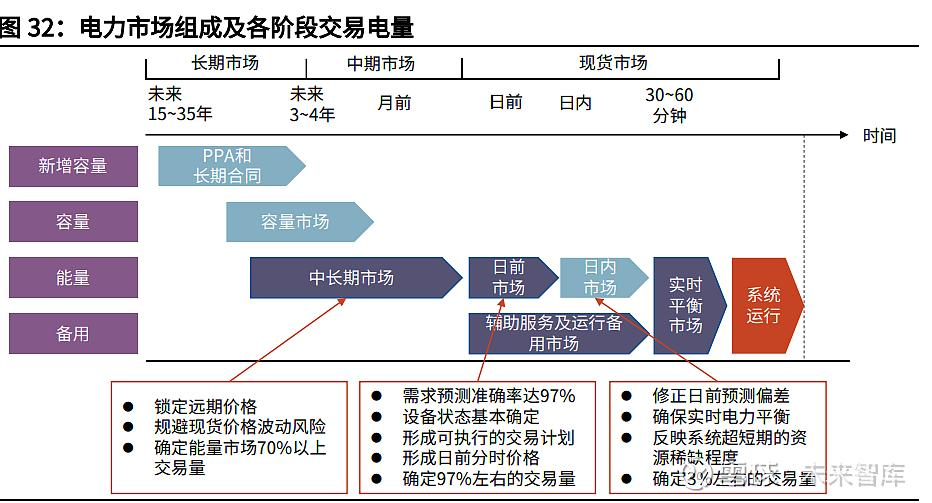 图 32：电力市场组成及各阶段交易电量
长期市场
中期市场
现货市场
未来
15~35年
未来
3~4年
月前
日前
日内
30~60
分钟
时间
新增容量
PPA和
长期合同
容量
容量市场
能量
中长期市场
日前
市场
日内
市场
实时
平衡
市场
系统
运行
备用
辅助服务及运行备
用市场
● 锁定远期价格
● 规避现货价格波动风险
● 确定能量市场70%以上
交易量
● 需求预测准确率达97%
● 设备状态基本确定
● 形成可执行的交易计划
● 形成日前分时价格
● 确定97%左右的交易量
● 修正日前预测偏差
● 确保实时电力平衡
● 反映系统超短期的资
源稀缺程度
● 确定3%左右的交易量
雪球：未来智库